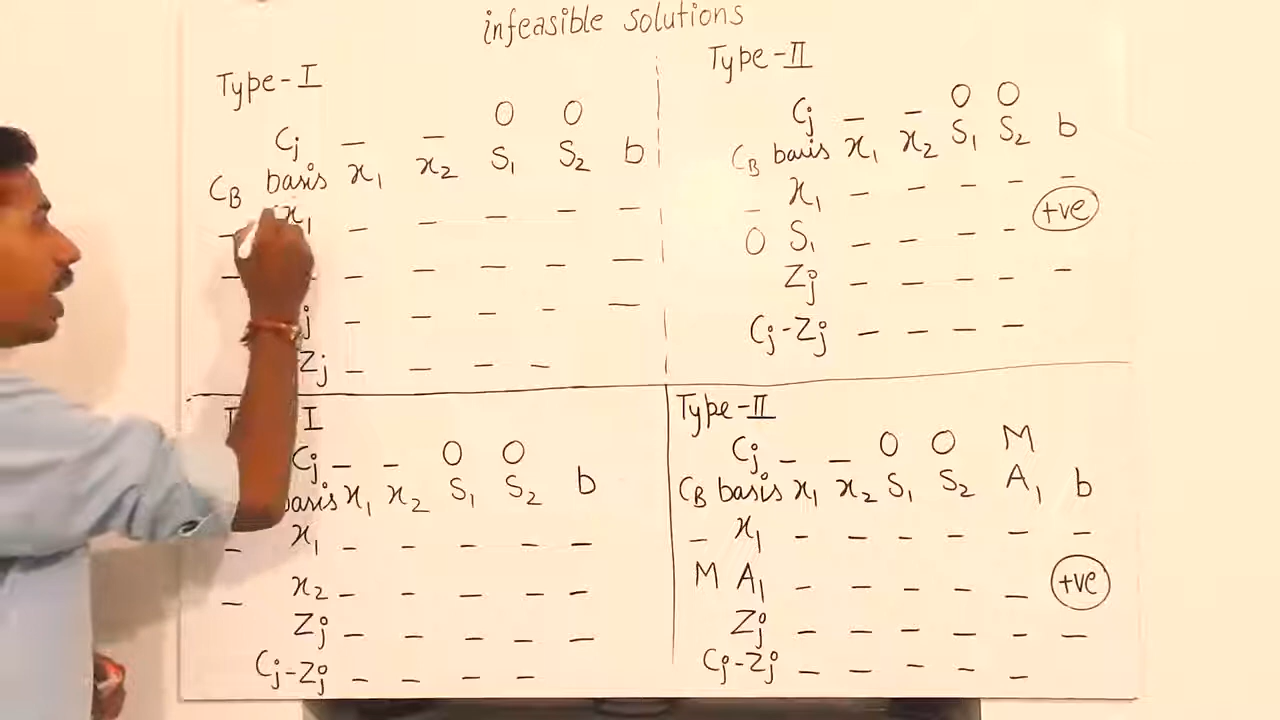 infeasible solutions
Type-I
Cj — — 0 0
CB basis x1 x2 S1 S2 b
— x1 — — — — —
— — — — — —
j — — — — —
Zj — — — —
Type-II
Cj — — 0 0
CB basis x1 x2 S1 S2 b
— x1 — — — — —
0 S1 — — — — +ve
Zj — — — — —
Cj-Zj — — — —
I
Cj — — 0 0
basis x1 x2 S1 S2 b
— x1 — — — — —
— x2 — — — — —
Zj — — — — —
Cj-Zj — — — —
Type-II
Cj — — 0 0 M
CB basis x1 x2 S1 S2 A1 b
— x1 — — — — — —
M A1 — — — — — +ve
Zj — — — — — —
Cj-Zj — — — — —